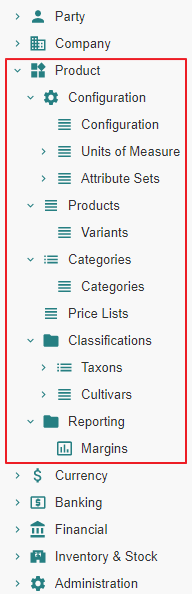 Party
Company
Product
Configuration
Configuration
Units of Measure
Attribute Sets
Products
Variants
Categories
Categories
Price Lists
Classifications
Taxons
Cultivars
Reporting
Margins
Currency
Banking
Financial
Inventory & Stock
Administration